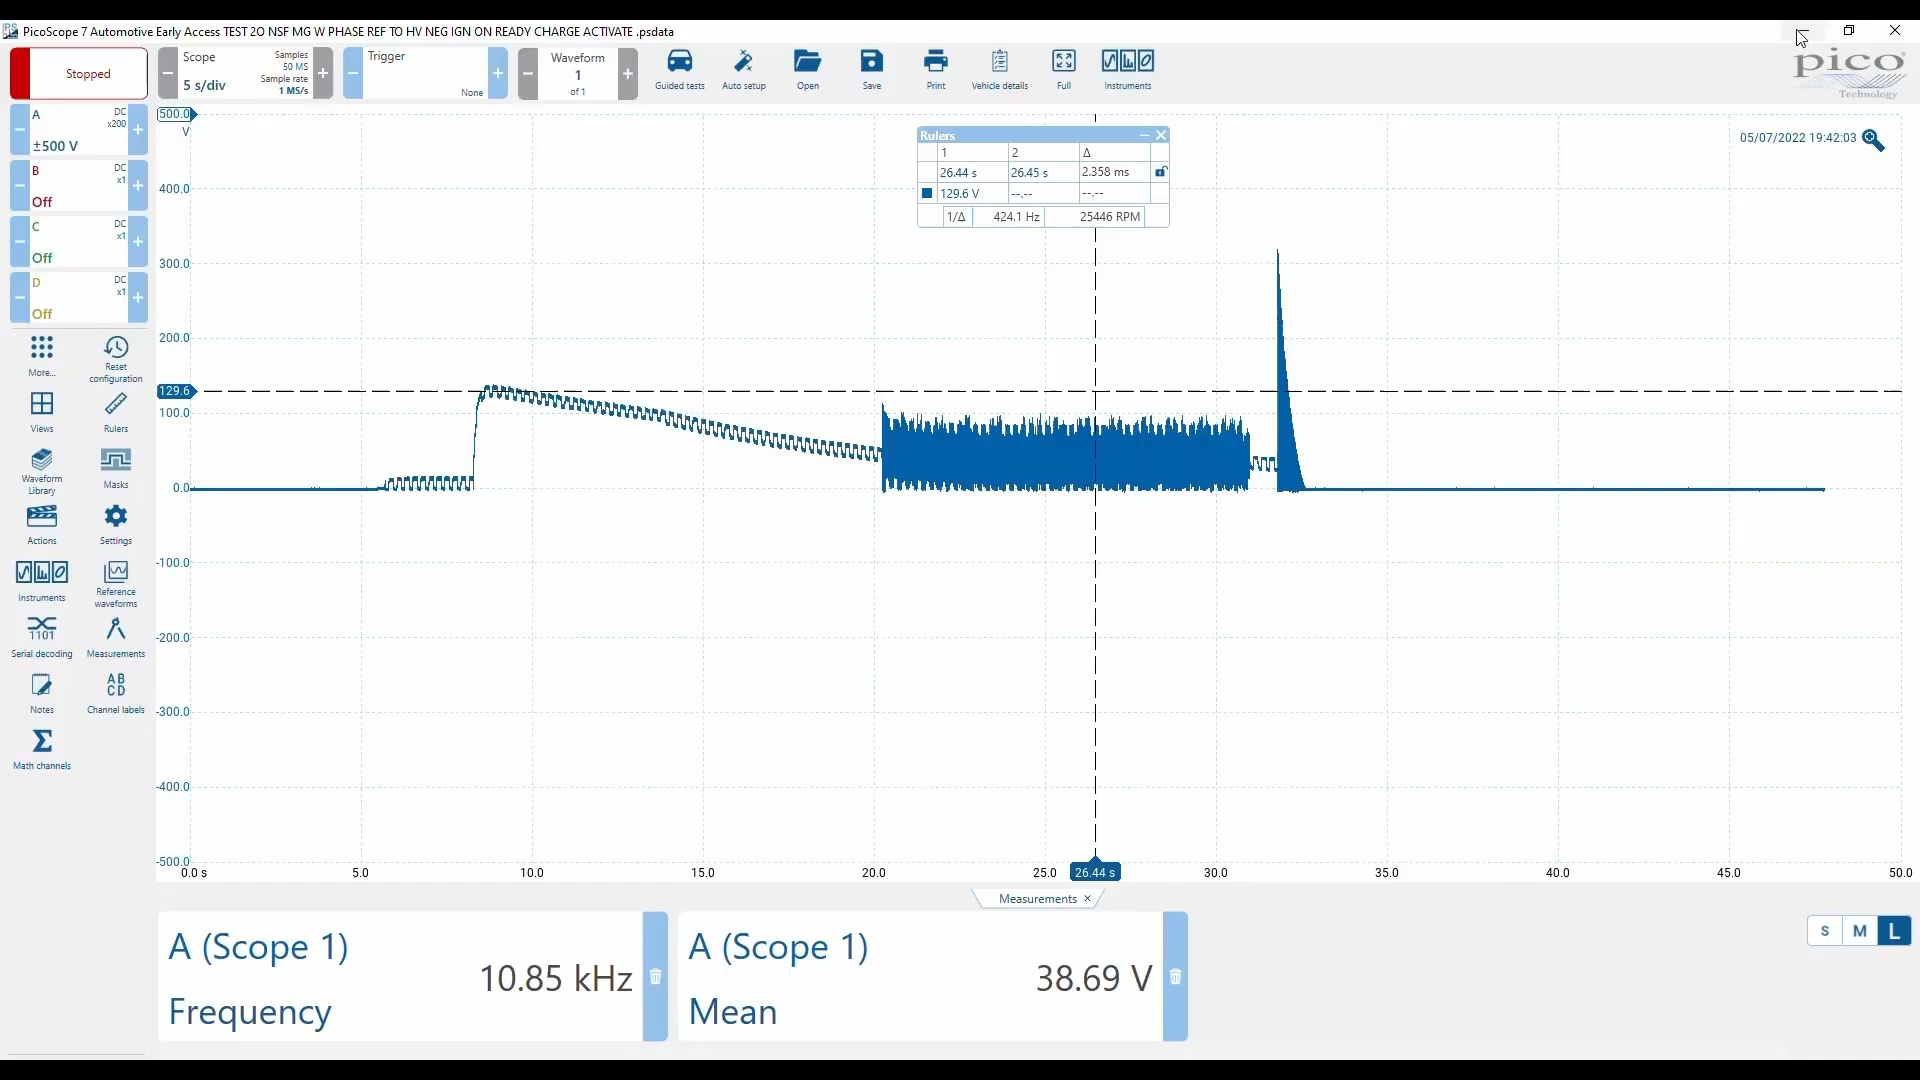 PicoScope 7 Automotive Early Access TEST 2O NSF MG W PHASE REF TO HV NEG IGN ON READY CHARGE ACTIVATE .psdata
Stopped
Scope
5 s/div
Samples
50 MS
Sample rate
1 MS/s
Trigger
None
Waveform
1
of 1
Guided tests
Auto setup
Open
Save
Print
Vehicle details
Full
Instruments
pico
Technology
A
DC
x200
±500 V
B
DC
x1
Off
C
DC
x1
Off
D
DC
x1
Off
More...
Reset
configuration
Views
Rulers
Waveform
Library
Masks
Actions
Settings
Instruments
Reference
waveforms
1101
Serial decoding
Measurements
Notes
AB
CD
Channel labels
Σ
Math channels
500.0
V
400.0
300.0
200.0
129.6
100.0
0.0
-100.0
-200.0
-300.0
-400.0
-500.0
Rulers
1 2 Δ
26.44 s 26.45 s 2.358 ms
129.6 V --.-- --.--
1/Δ 424.1 Hz 25446 RPM
05/07/2022 19:42:03
0.0 s 5.0 10.0 15.0 20.0 25.0 26.44 s 30.0 35.0 40.0 45.0 50.0
Measurements ×
A (Scope 1)
10.85 kHz
Frequency
A (Scope 1)
38.69 V
Mean
S M L